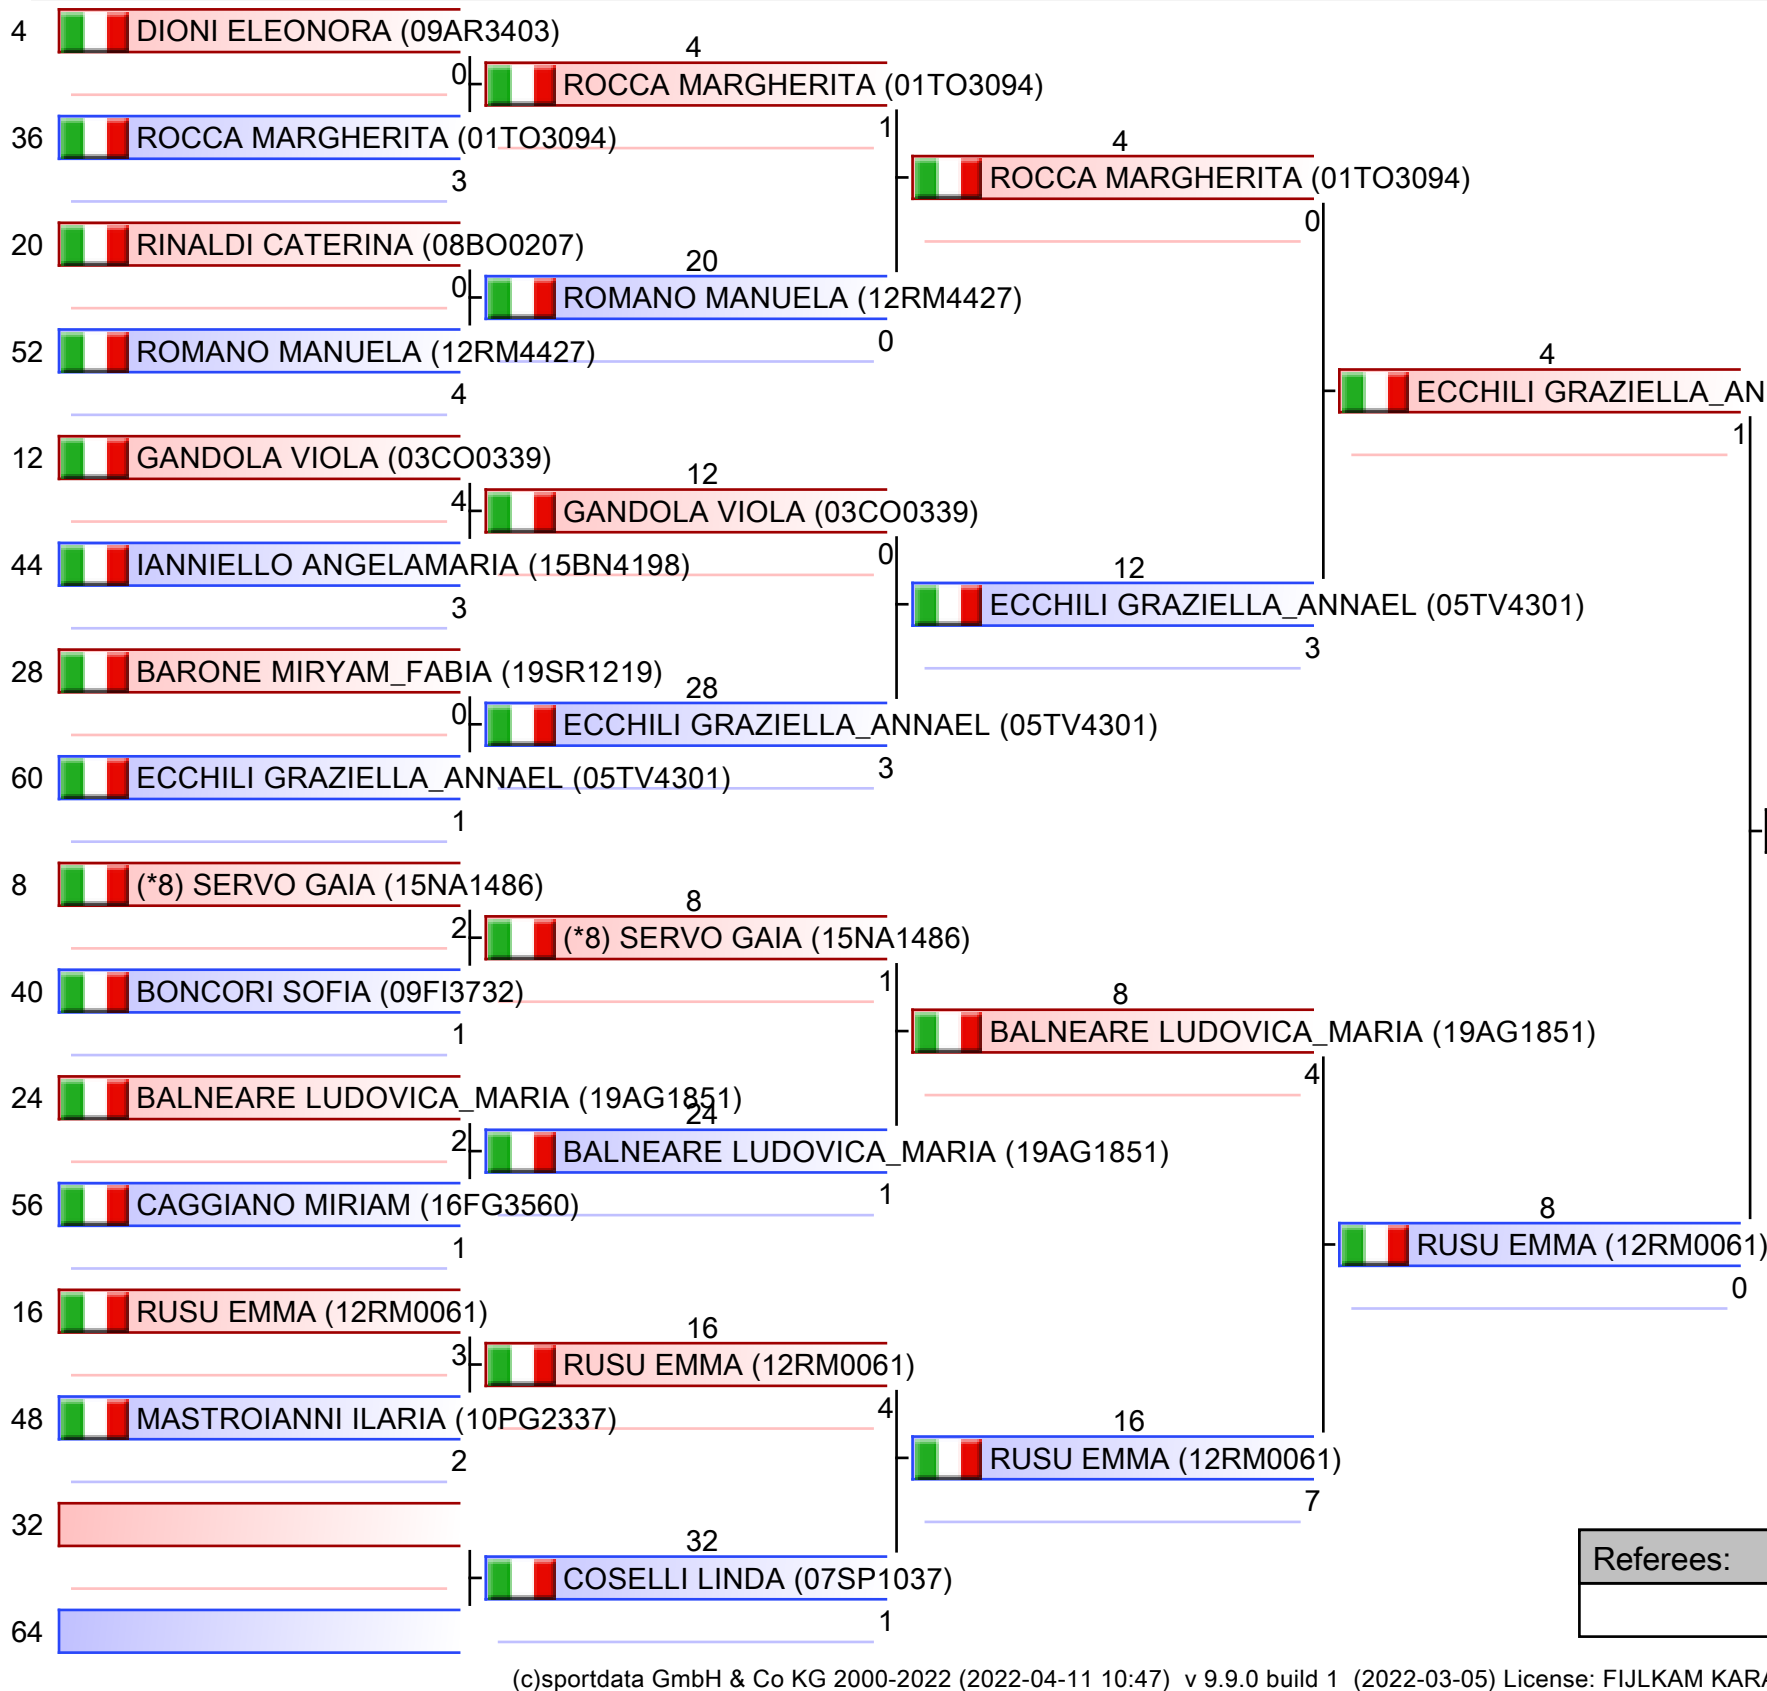 4 DIONI ELEONORA (09AR3403)
4
0 ROCCA MARGHERITA (01TO3094)
36 ROCCA MARGHERITA (01TO3094)
1
4
3
ROCCA MARGHERITA (01TO3094)
0
20 RINALDI CATERINA (08BO0207)
20
0 ROMANO MANUELA (12RM4427)
0
52 ROMANO MANUELA (12RM4427)
4
4
ECCHILI GRAZIELLA_AN
1
12 GANDOLA VIOLA (03CO0339)
12
4 GANDOLA VIOLA (03CO0339)
0
44 IANNIELLO ANGELAMARIA (15BN4198)
12
3
ECCHILI GRAZIELLA_ANNAEL (05TV4301)
3
28 BARONE MIRYAM_FABIA (19SR1219)
28
0 ECCHILI GRAZIELLA_ANNAEL (05TV4301)
3
60 ECCHILI GRAZIELLA_ANNAEL (05TV4301)
1
8 (*8) SERVO GAIA (15NA1486)
8
2 (*8) SERVO GAIA (15NA1486)
1
40 BONCORI SOFIA (09FI3732)
8
1
BALNEARE LUDOVICA_MARIA (19AG1851)
4
24 BALNEARE LUDOVICA_MARIA (19AG1851)
24
2 BALNEARE LUDOVICA_MARIA (19AG1851)
1
56 CAGGIANO MIRIAM (16FG3560)
1
8
RUSU EMMA (12RM0061)
0
16 RUSU EMMA (12RM0061)
16
3 RUSU EMMA (12RM0061)
4
48 MASTROIANNI ILARIA (10PG2337)
16
2
RUSU EMMA (12RM0061)
7
32
32
COSELLI LINDA (07SP1037)
1
64
Referees:
(c)sportdata GmbH & Co KG 2000-2022 (2022-04-11 10:47) v 9.9.0 build 1 (2022-03-05) License: FIJLKAM KARA